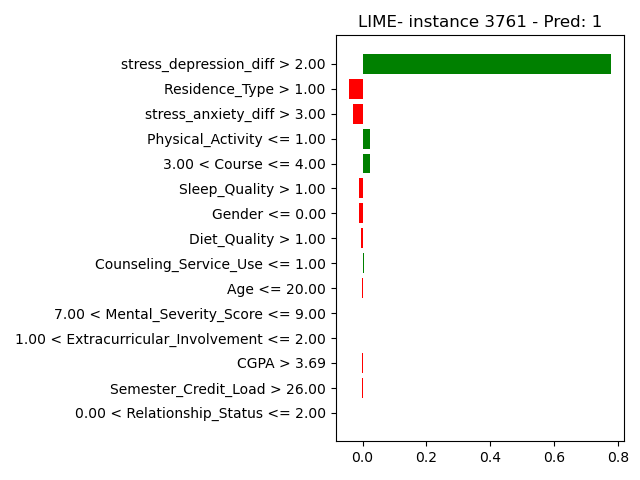 LIME- instance 3761 - Pred: 1
stress_depression_diff > 2.00
Residence_Type > 1.00
stress_anxiety_diff > 3.00
Physical_Activity <= 1.00
3.00 < Course <= 4.00
Sleep_Quality > 1.00
Gender <= 0.00
Diet_Quality > 1.00
Counseling_Service_Use <= 1.00
Age <= 20.00
7.00 < Mental_Severity_Score <= 9.00
1.00 < Extracurricular_Involvement <= 2.00
CGPA > 3.69
Semester_Credit_Load > 26.00
0.00 < Relationship_Status <= 2.00
0.0 0.2 0.4 0.6 0.8